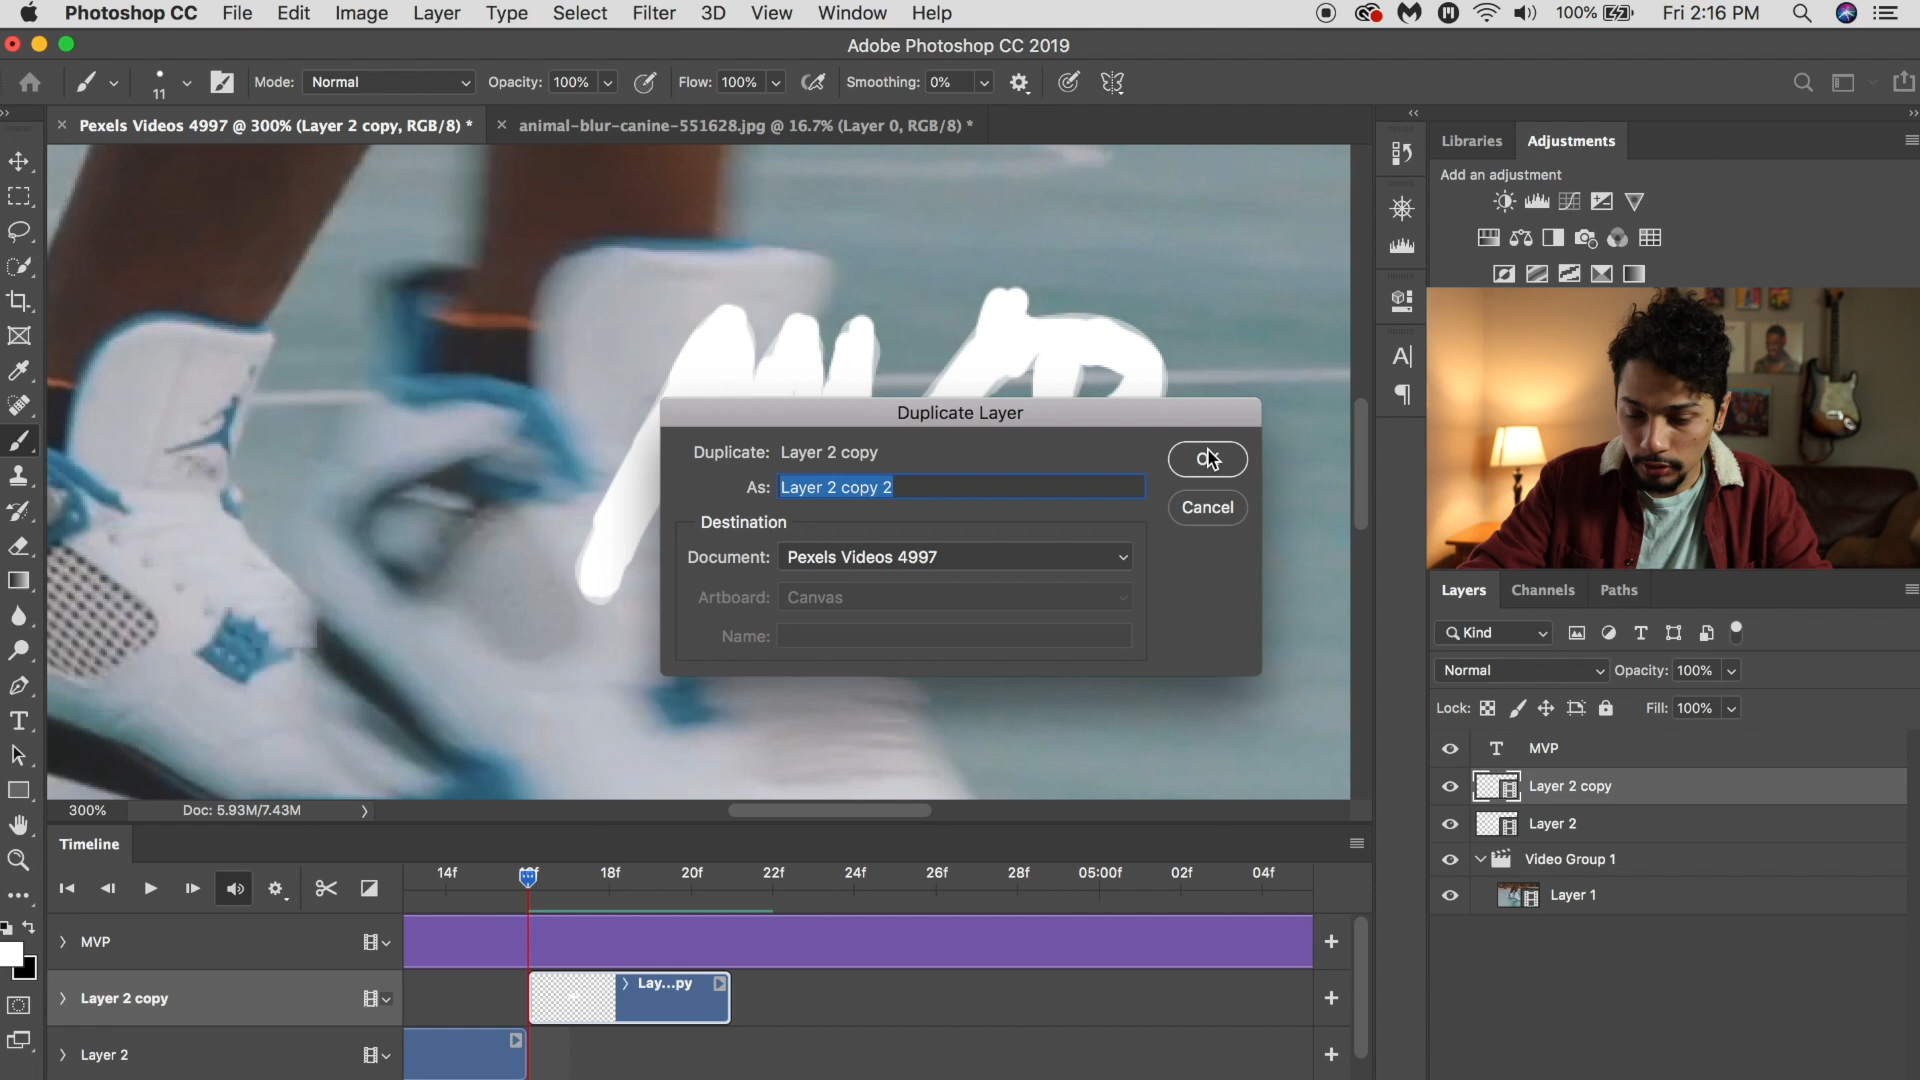 Photoshop CC File Edit Image Layer Type Select Filter 3D View Window Help 100% Fri 2:16 PM
Adobe Photoshop CC 2019
11 Mode: Normal Opacity: 100% Flow: 100% Smoothing: 0%
Pexels Videos 4997 @ 300% (Layer 2 copy, RGB/8) *
animal-blur-canine-551628.jpg @ 16.7% (Layer 0, RGB/8) *
Libraries Adjustments
Add an adjustment
MVP
Duplicate Layer
Duplicate: Layer 2 copy
OK
As: Layer 2 copy 2
Cancel
Destination
Document: Pexels Videos 4997
Artboard: Canvas
Name:
Layers Channels Paths
Kind
Normal Opacity: 100%
Lock: Fill: 100%
MVP
Layer 2 copy
Layer 2
Video Group 1
Layer 1
300% Doc: 5.93M/7.43M
Timeline
14f 18f 20f 22f 24f 26f 28f 05:00f 02f 04f
MVP
Layer 2 copy
Lay...py
Layer 2